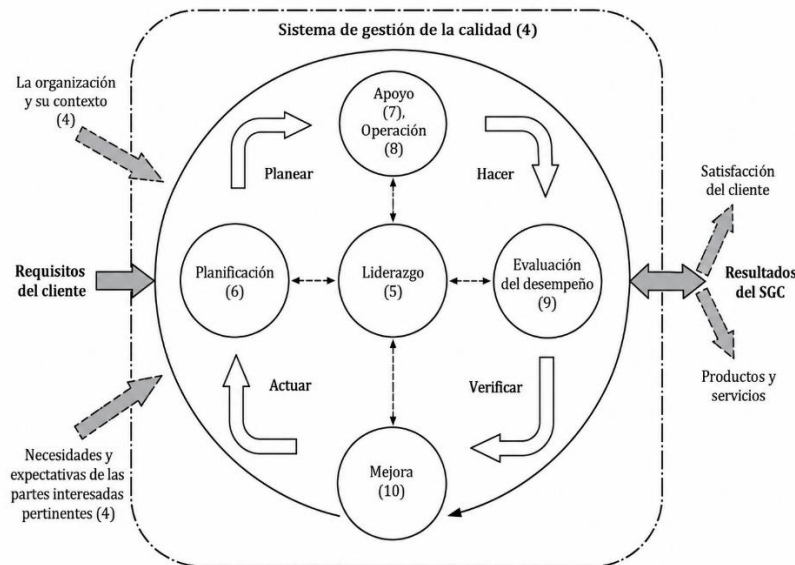 Sistema de gestión de la calidad (4)
La organización
y su contexto
(4)
Apoyo
(7),
Operación
(8)
Planear
Hacer
Satisfacción
del cliente
Requisitos
del cliente
Planificación
(6)
Liderazgo
(5)
Evaluación
del desempeño
(9)
Resultados
del SGC
Actuar
Verificar
Productos y
servicios
Necesidades y
expectativas de las
partes interesadas
pertinentes (4)
Mejora
(10)